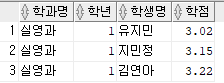 학과명 학년 학생명 학점
1 실영과 1 유지민 3.02
2 실영과 1 지민정 3.15
3 실영과 1 김연아 3.22